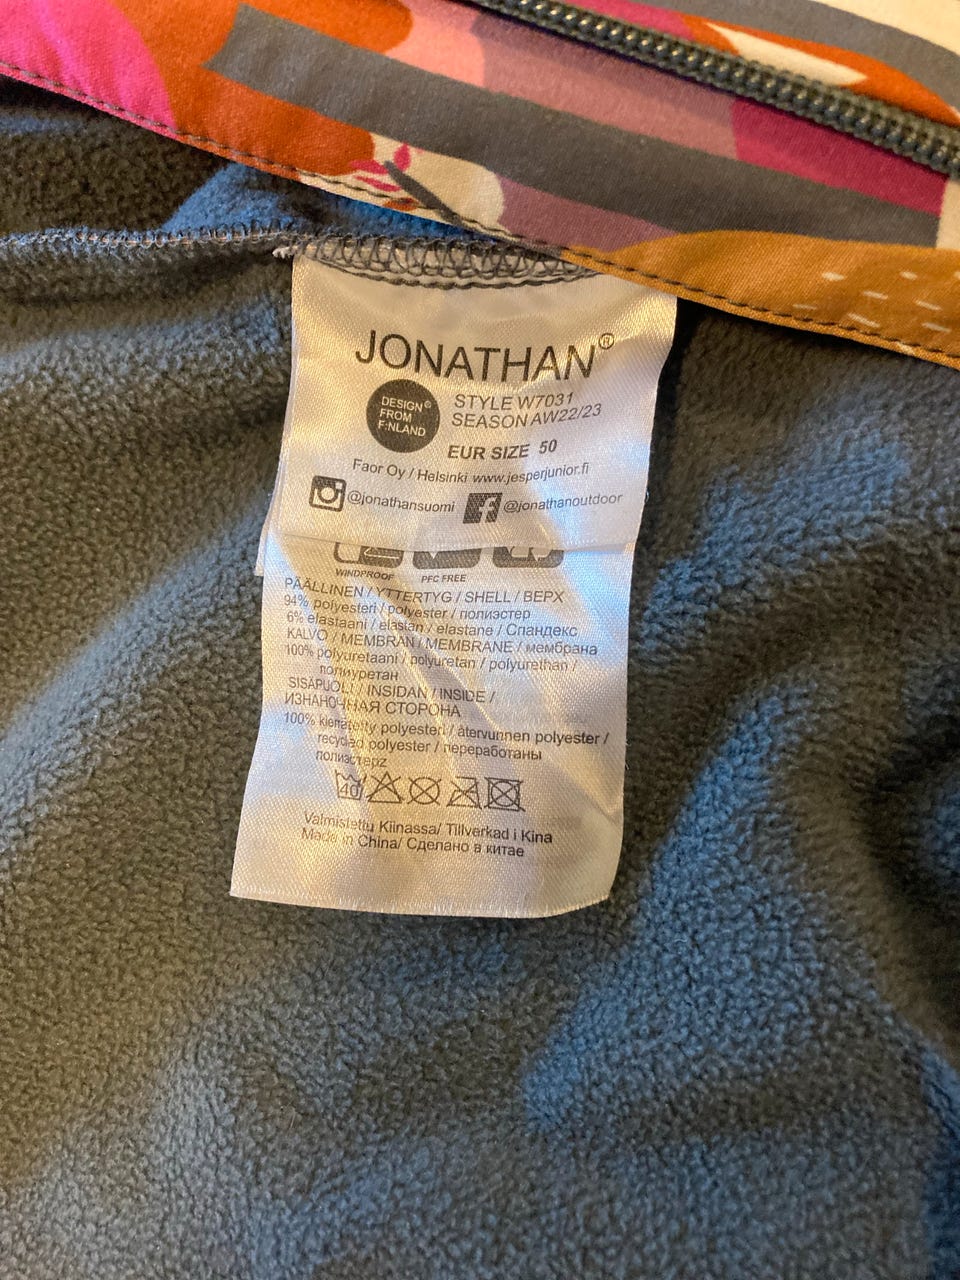 JONATHAN®
DESIGN®
FROM
F:NLAND
STYLE W7031
SEASON AW22/23
EUR SIZE 50
Faor Oy / Helsinki www.jesperjunior.fi
@jonathansuomi @jonathanoutdoor
WINDPROOF PFC FREE
PÄÄLLINEN / YTTERTYG / SHELL / ВЕРХ
94% polyesteri / polyester / полиэстер
6% elastaani / elastan / elastane / Спандекс
KALVO / MEMBRAN / MEMBRANE / мембрана
100% polyuretaani / polyuretan / polyurethan /
полиуретан
SISÄPUOLI / INSIDAN / INSIDE /
ИЗНАНОЧНАЯ СТОРОНА
100% kierrätetty polyesteri / återvunnen polyester /
recycled polyester / переработаны
полиэстерz
40
Valmistettu Kiinassa/ Tillverkad i Kina
Made in China/ Сделано в китае